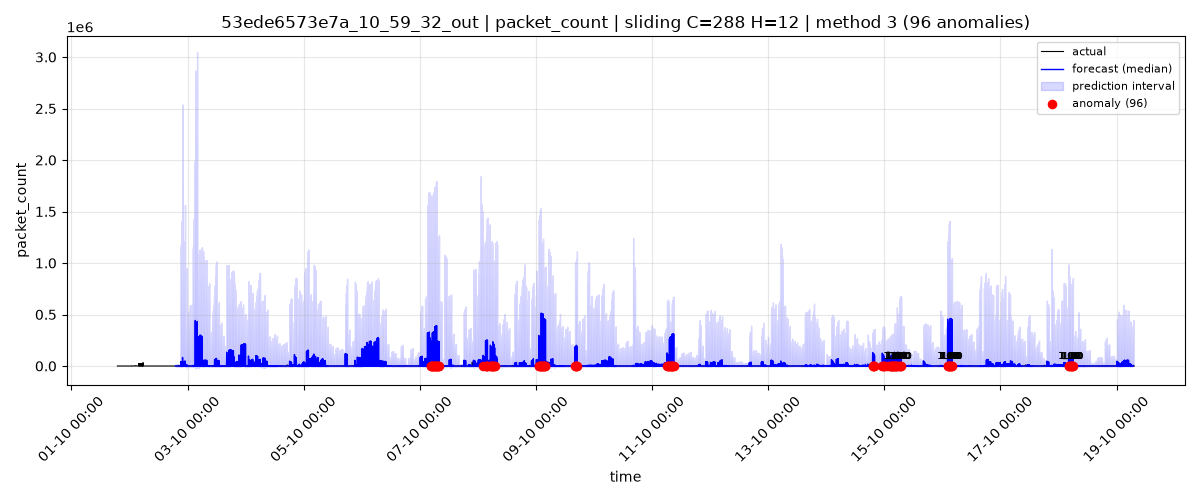 53ede6573e7a_10_59_32_out | packet_count | sliding C=288 H=12 | method 3 (96 anomalies)
1e6
actual
forecast (median)
prediction interval
anomaly (96)
3.0
2.5
2.0
1.5
1.0
0.5
0.0
packet_count
01-10 00:00
03-10 00:00
05-10 00:00
07-10 00:00
09-10 00:00
11-10 00:00
13-10 00:00
15-10 00:00
17-10 00:00
19-10 00:00
time